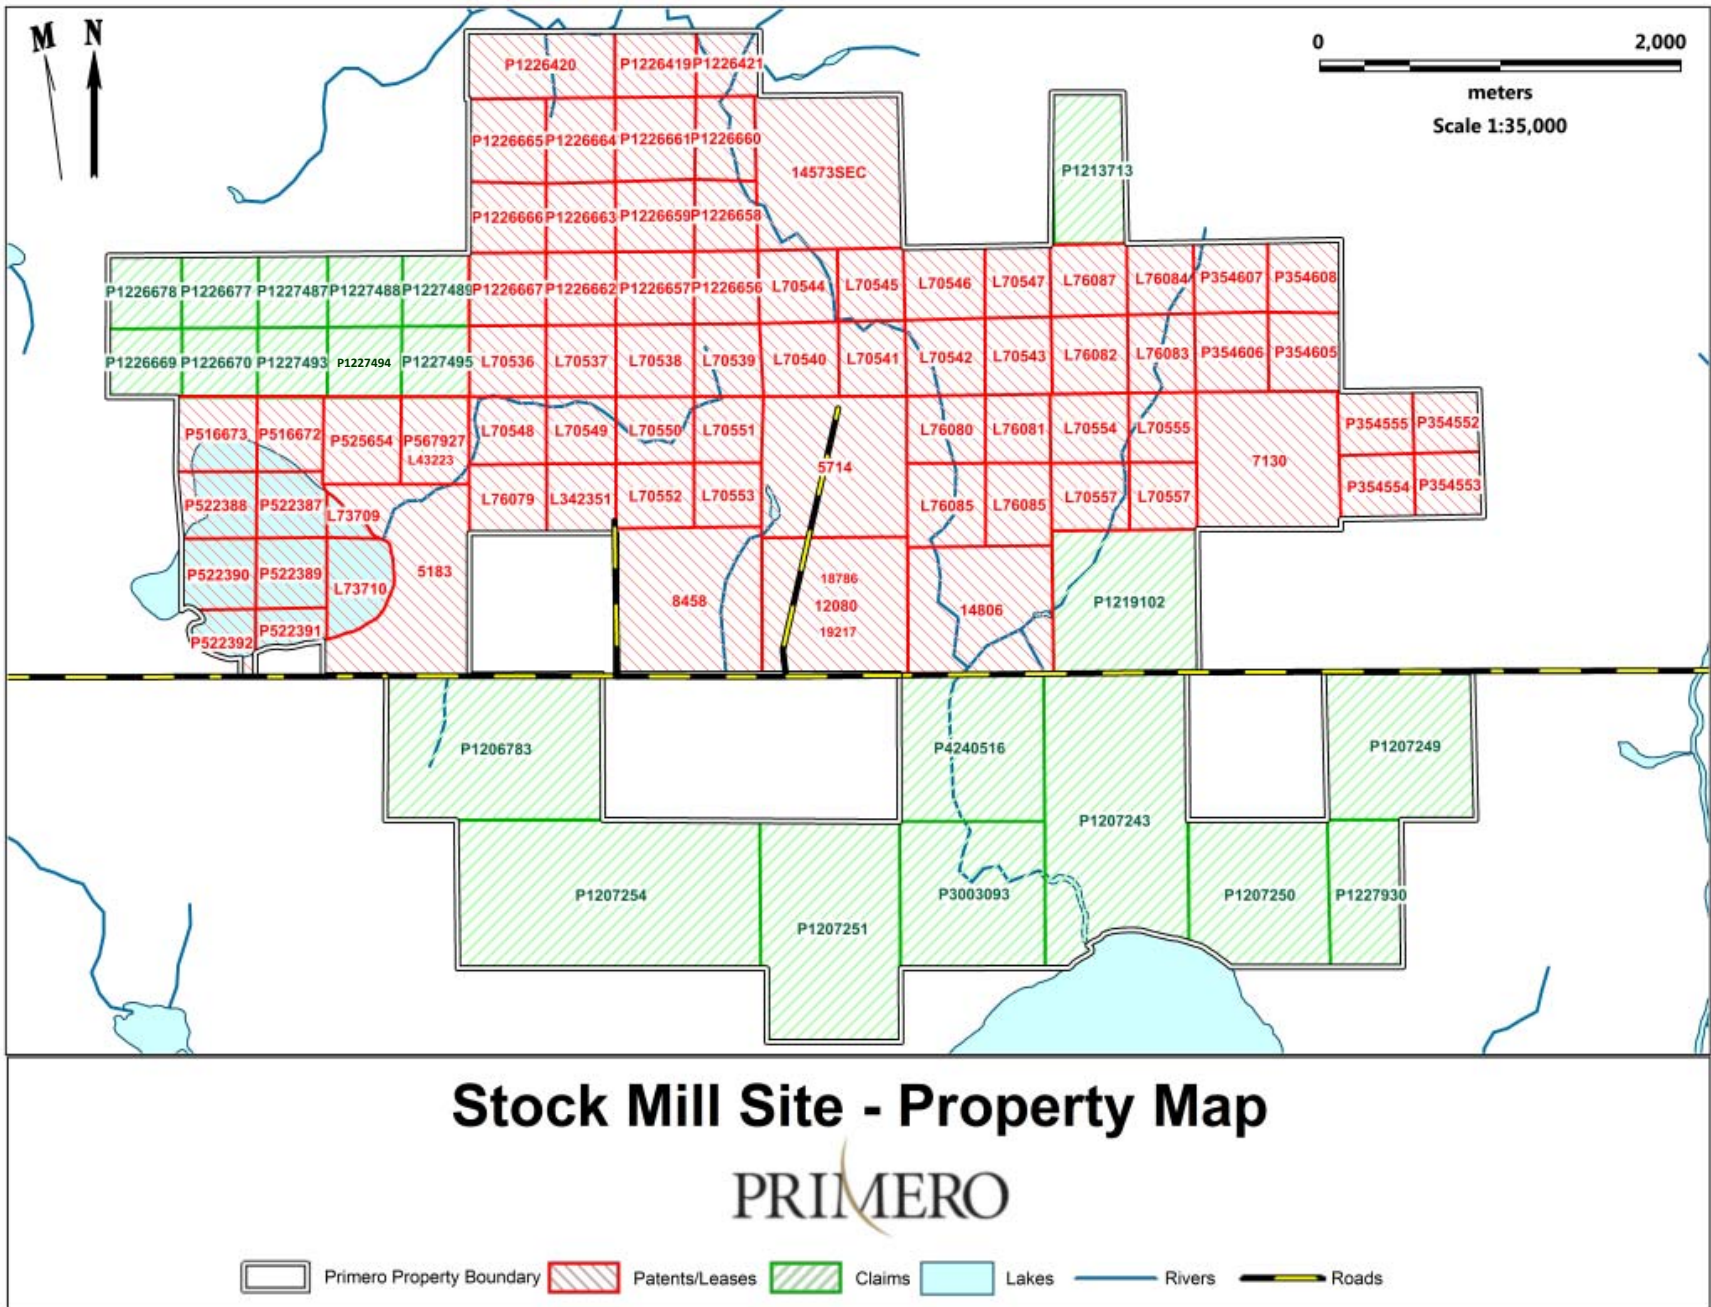 M N
0 2,000
meters
Scale 1:35,000
P1226420 P1226419 P1226421
P1226665 P1226664 P1226661 P1226660
14573SEC
P1213713
P1226666 P1226663 P1226659 P1226658
P1226678 P1226677 P1227487 P1227488 P1227489 P1226667 P1226662 P1226657 P1226656 L70544 L70545 L70546 L70547 L76087 L76084 P354607 P354608
P1226669 P1226670 P1227493 P1227494 P1227495 L70536 L70537 L70538 L70539 L70540 L70541 L70542 L70543 L76082 L76083 P354606 P354605
P516673 P516672 P525654 P567927 L70548 L70549 L70550 L70551 L76080 L76081 L70554 L70555 P354555 P354552
L43223 5714 7130
P522388 P522387 L73709 L76079 L342351 L70552 L70553 L76085 L76085 L70557 L70557 P354554 P354553
P522390 P522389 L73710 5183 8458
18786
12080
19217
14806 P1219102
P522392 P522391
P1206783 P4240516 P1207249
P1207243
P1207254 P1207251 P3003093 P1207250 P1227930
Stock Mill Site - Property Map
PRIMERO
Primero Property Boundary Patents/Leases Claims Lakes Rivers Roads